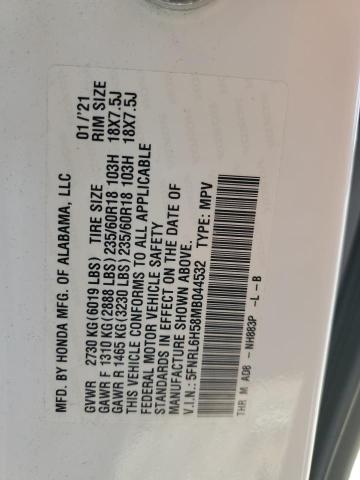 MFD. BY HONDA MFG. OF ALABAMA, LLC 01/'21
GVWR 2730 KG (6019 LBS) TIRE SIZE RIM SIZE
GAWR F 1310 KG (2888 LBS) 235/60R18 103H 18X7.5J
GAWR R 1465 KG (3230 LBS) 235/60R18 103H 18X7.5J
THIS VEHICLE CONFORMS TO ALL APPLICABLE
FEDERAL MOTOR VEHICLE SAFETY
STANDARDS IN EFFECT ON THE DATE OF
MANUFACTURE SHOWN ABOVE.
V.I.N.: 5FNRL6H58MB044532 TYPE: MPV
THR M AD8 - NH883P -L -B